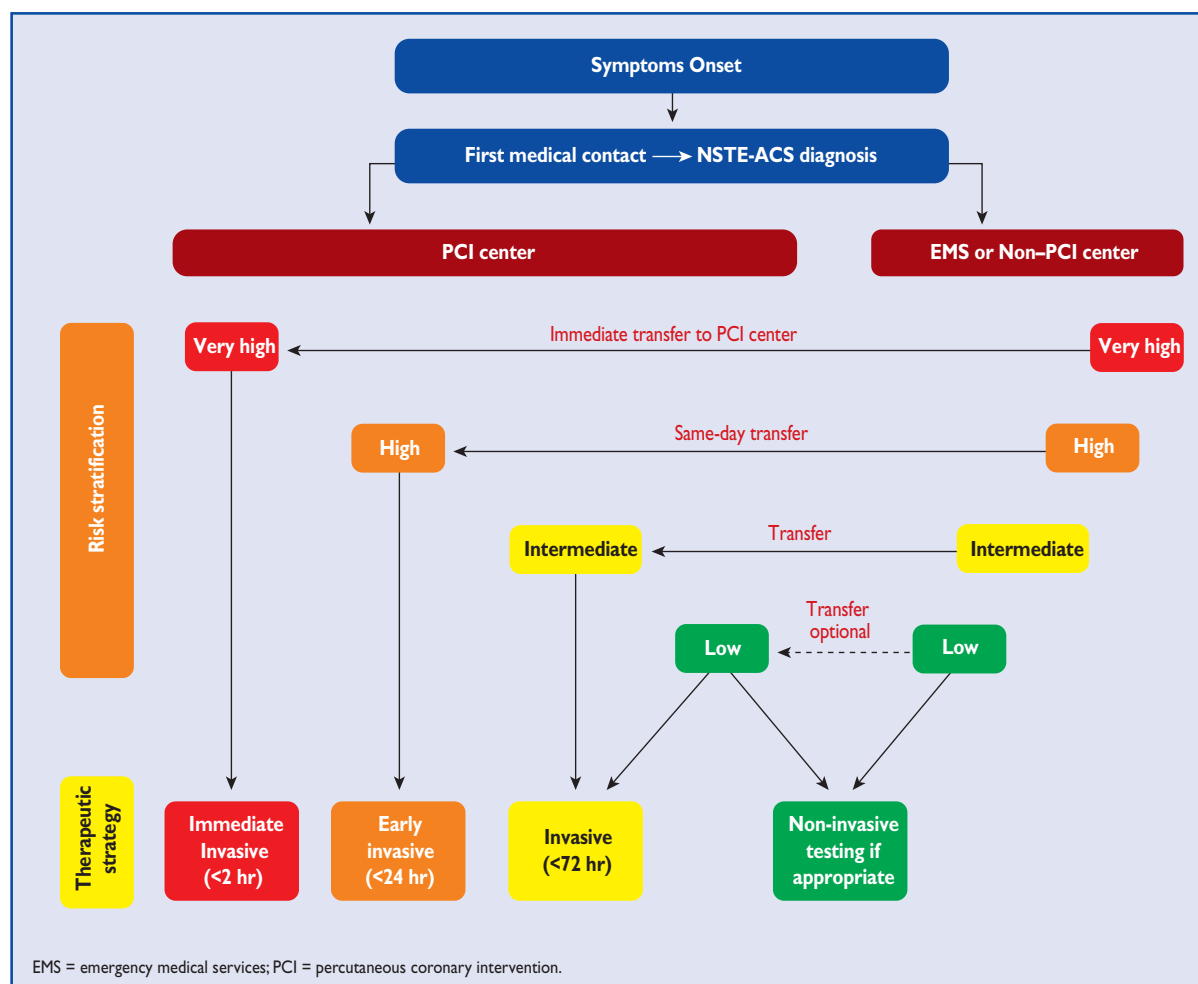 Symptoms Onset
First medical contact → NSTE-ACS diagnosis
PCI center
EMS or Non–PCI center
Risk stratification
Very high
Immediate transfer to PCI center
Very high
High
Same-day transfer
High
Intermediate
Transfer
Intermediate
Low
Transfer
optional
Low
Therapeutic
strategy
Immediate
Invasive
(<2 hr)
Early
invasive
(<24 hr)
Invasive
(<72 hr)
Non-invasive
testing if
appropriate
EMS = emergency medical services; PCI = percutaneous coronary intervention.